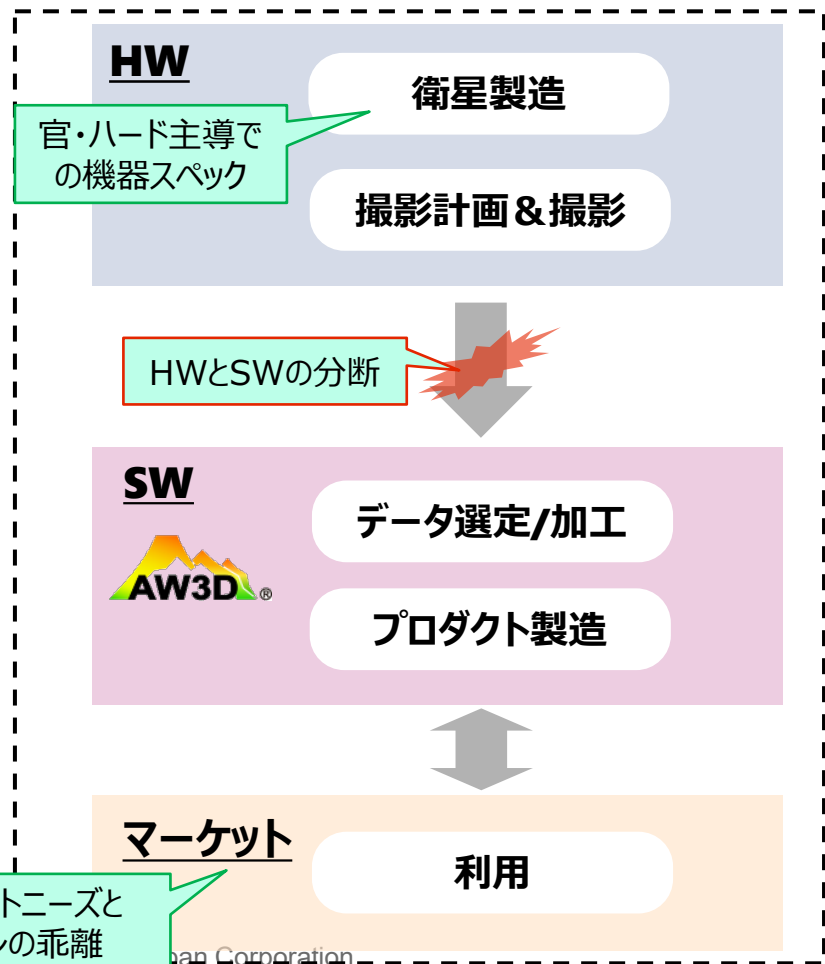 HW
衛星製造
官・ハード主導で
の機器スペック
撮影計画＆撮影
HWとSWの分断
SW
データ選定/加工
AW3D®
プロダクト製造
マーケット
利用
トニーズと
の乖離
pan Corporation